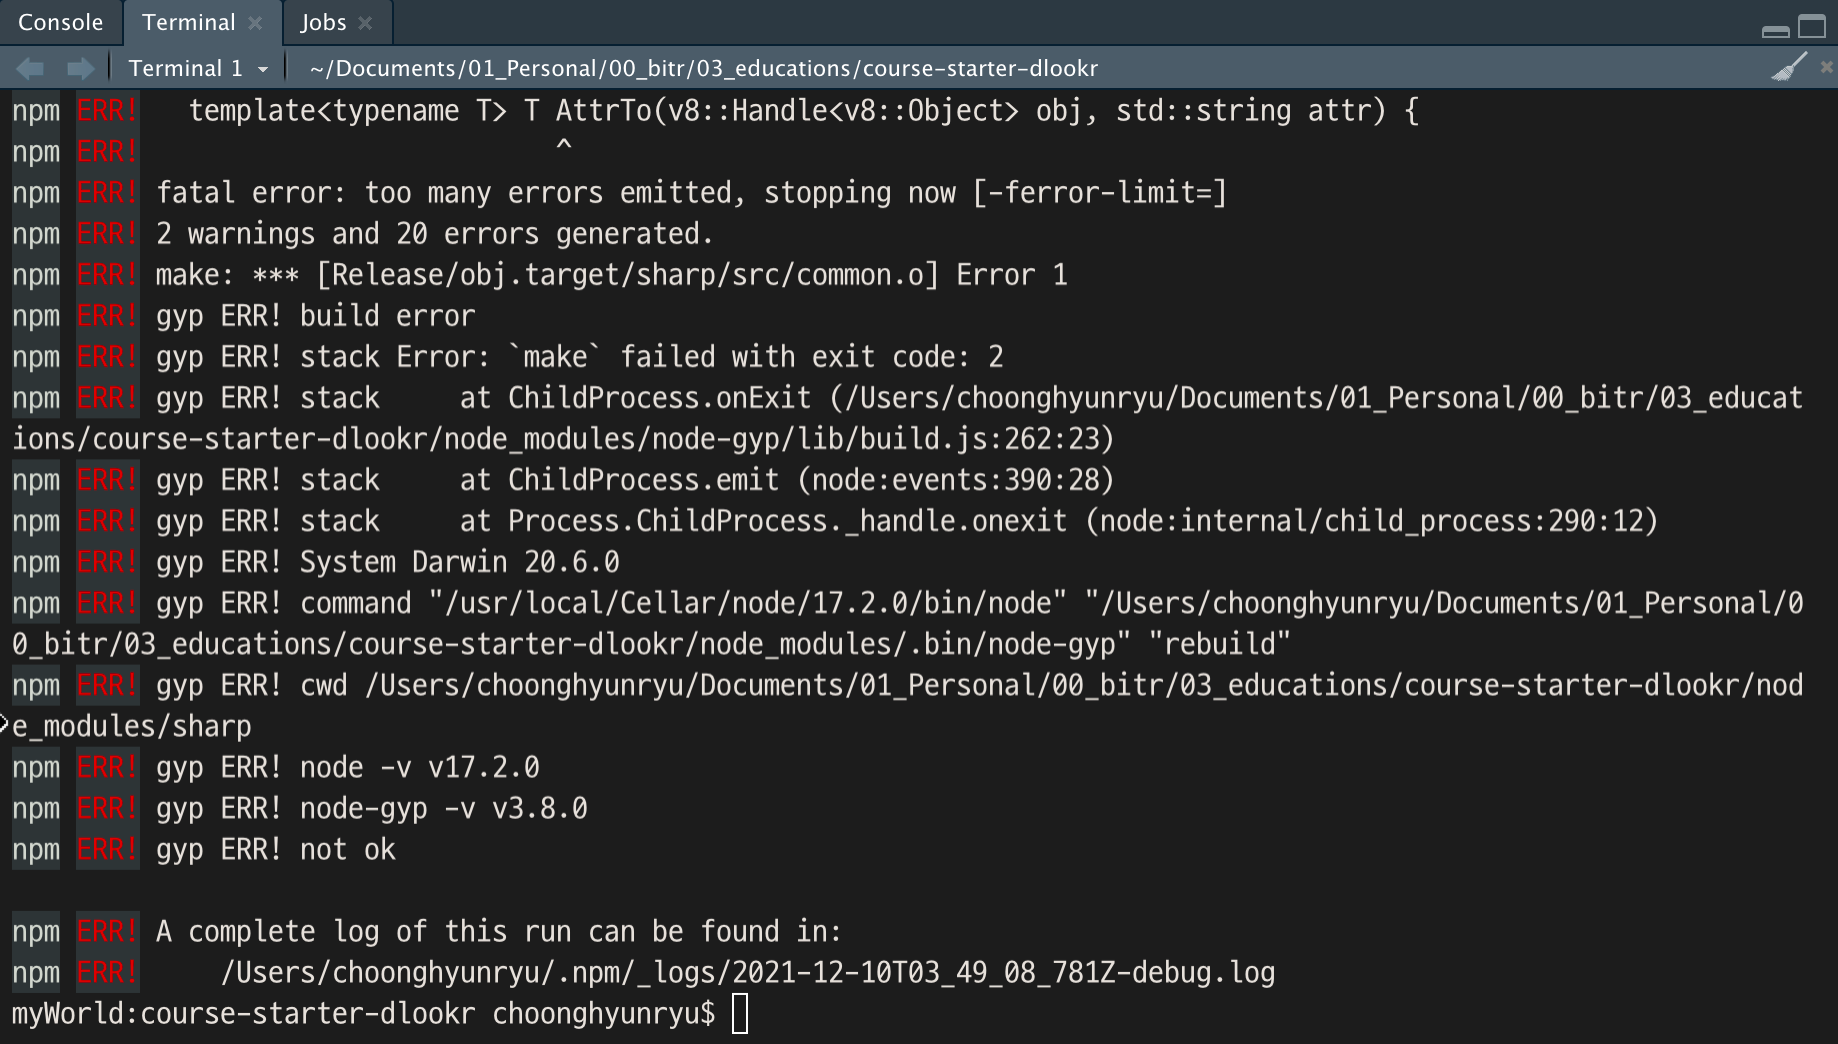 Console
Terminal
Jobs
Terminal 1
~/Documents/01_Personal/00_bitr/03_educations/course-starter-dlookr
npm ERR!   template<typename T> T AttrTo(v8::Handle<v8::Object> obj, std::string attr) {
npm ERR!                          ^
npm ERR! fatal error: too many errors emitted, stopping now [-ferror-limit=]
npm ERR! 2 warnings and 20 errors generated.
npm ERR! make: *** [Release/obj.target/sharp/src/common.o] Error 1
npm ERR! gyp ERR! build error
npm ERR! gyp ERR! stack Error: `make` failed with exit code: 2
npm ERR! gyp ERR! stack     at ChildProcess.onExit (/Users/choonghyunryu/Documents/01_Personal/00_bitr/03_educat
ions/course-starter-dlookr/node_modules/node-gyp/lib/build.js:262:23)
npm ERR! gyp ERR! stack     at ChildProcess.emit (node:events:390:28)
npm ERR! gyp ERR! stack     at Process.ChildProcess._handle.onexit (node:internal/child_process:290:12)
npm ERR! gyp ERR! System Darwin 20.6.0
npm ERR! gyp ERR! command "/usr/local/Cellar/node/17.2.0/bin/node" "/Users/choonghyunryu/Documents/01_Personal/0
0_bitr/03_educations/course-starter-dlookr/node_modules/.bin/node-gyp" "rebuild"
npm ERR! gyp ERR! cwd /Users/choonghyunryu/Documents/01_Personal/00_bitr/03_educations/course-starter-dlookr/nod
e_modules/sharp
npm ERR! gyp ERR! node -v v17.2.0
npm ERR! gyp ERR! node-gyp -v v3.8.0
npm ERR! gyp ERR! not ok
npm ERR! A complete log of this run can be found in:
npm ERR!     /Users/choonghyunryu/.npm/_logs/2021-12-10T03_49_08_781Z-debug.log
myWorld:course-starter-dlookr choonghyunryu$